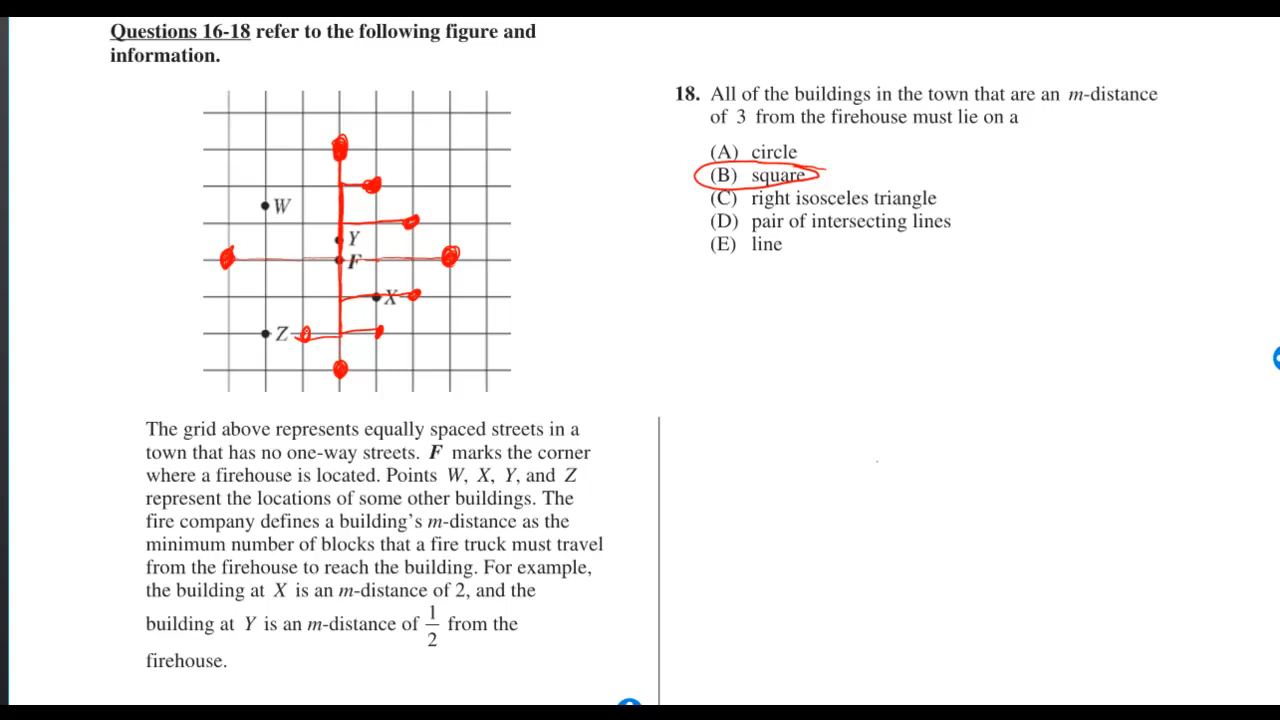 Questions 16-18 refer to the following figure and
information.
W
Y
F
X
Z
The grid above represents equally spaced streets in a
town that has no one-way streets. F marks the corner
where a firehouse is located. Points W, X, Y, and Z
represent the locations of some other buildings. The
fire company defines a building's m-distance as the
minimum number of blocks that a fire truck must travel
from the firehouse to reach the building. For example,
the building at X is an m-distance of 2, and the
building at Y is an m-distance of 1/2 from the
firehouse.
18. All of the buildings in the town that are an m-distance
of 3 from the firehouse must lie on a
(A) circle
(B) square
(C) right isosceles triangle
(D) pair of intersecting lines
(E) line